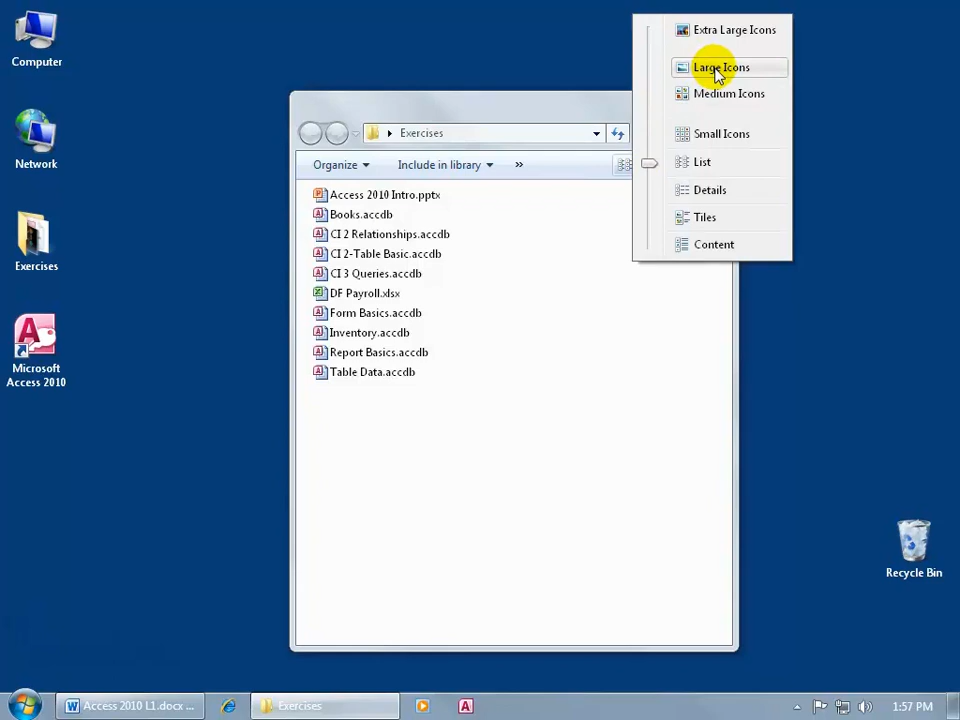 Computer
Network
Exercises
Microsoft
Access 2010
Exercises
Organize
Include in library
»
Access 2010 Intro.pptx
Books.accdb
CI 2 Relationships.accdb
CI 2-Table Basic.accdb
CI 3 Queries.accdb
DF Payroll.xlsx
Form Basics.accdb
Inventory.accdb
Report Basics.accdb
Table Data.accdb
Extra Large Icons
Large Icons
Medium Icons
Small Icons
List
Details
Tiles
Content
Recycle Bin
Access 2010 L1.docx ...
Exercises
1:57 PM